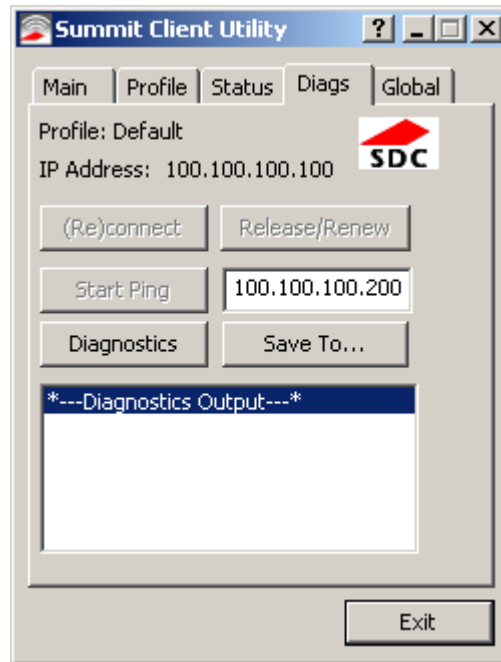 Summit Client Utility
Main Profile Status Diags Global
Profile: Default
IP Address: 100.100.100.100
SDC
(Re)connect Release/Renew
Start Ping 100.100.100.200
Diagnostics Save To...
*---Diagnostics Output---*
Exit